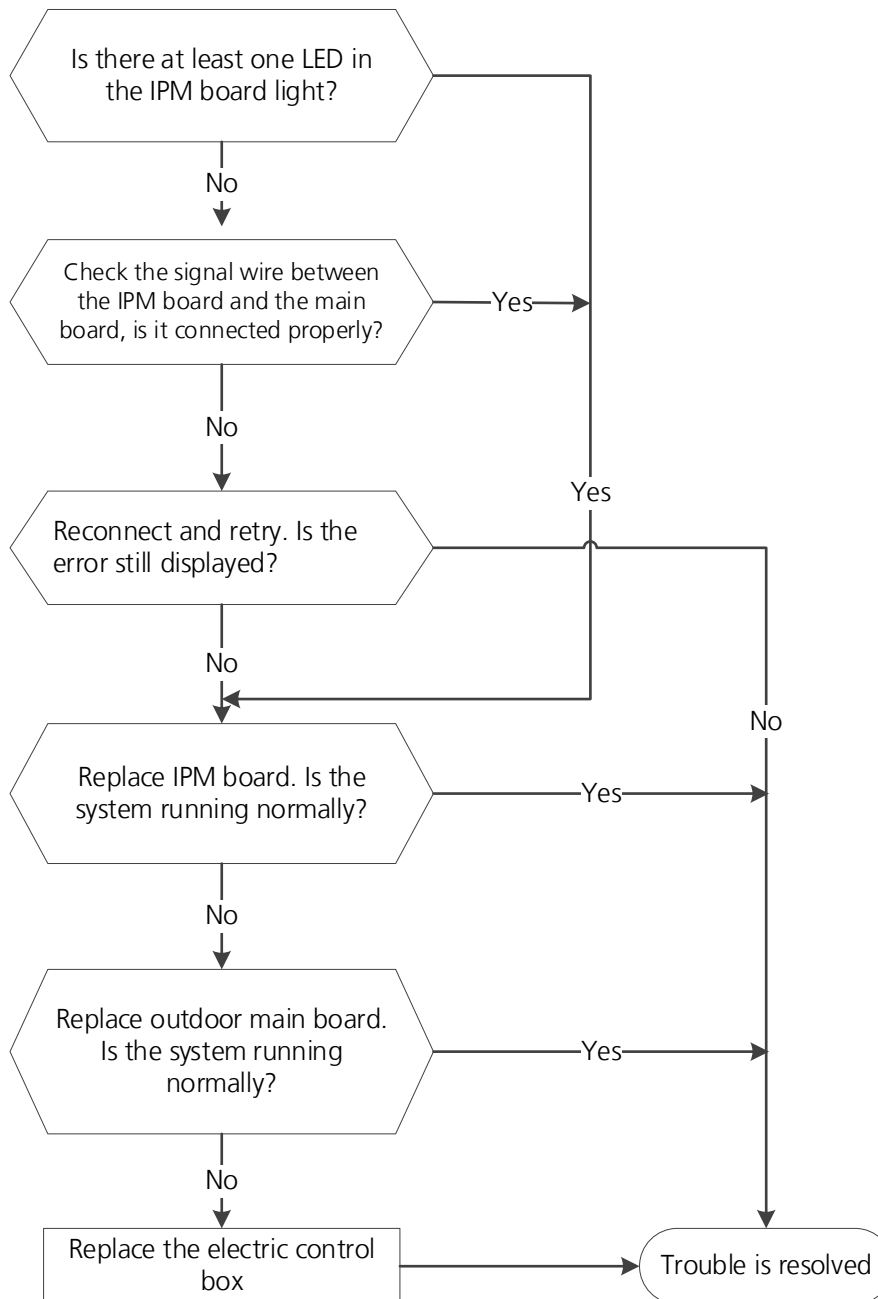 Is there at least one LED in
the IPM board light?
No
Check the signal wire between
the IPM board and the main
board, is it connected properly?
Yes
No
Yes
Reconnect and retry. Is the
error still displayed?
No
No
Replace IPM board. Is the
system running normally?
Yes
No
Replace outdoor main board.
Is the system running
normally?
Yes
No
Replace the electric control
box
Trouble is resolved